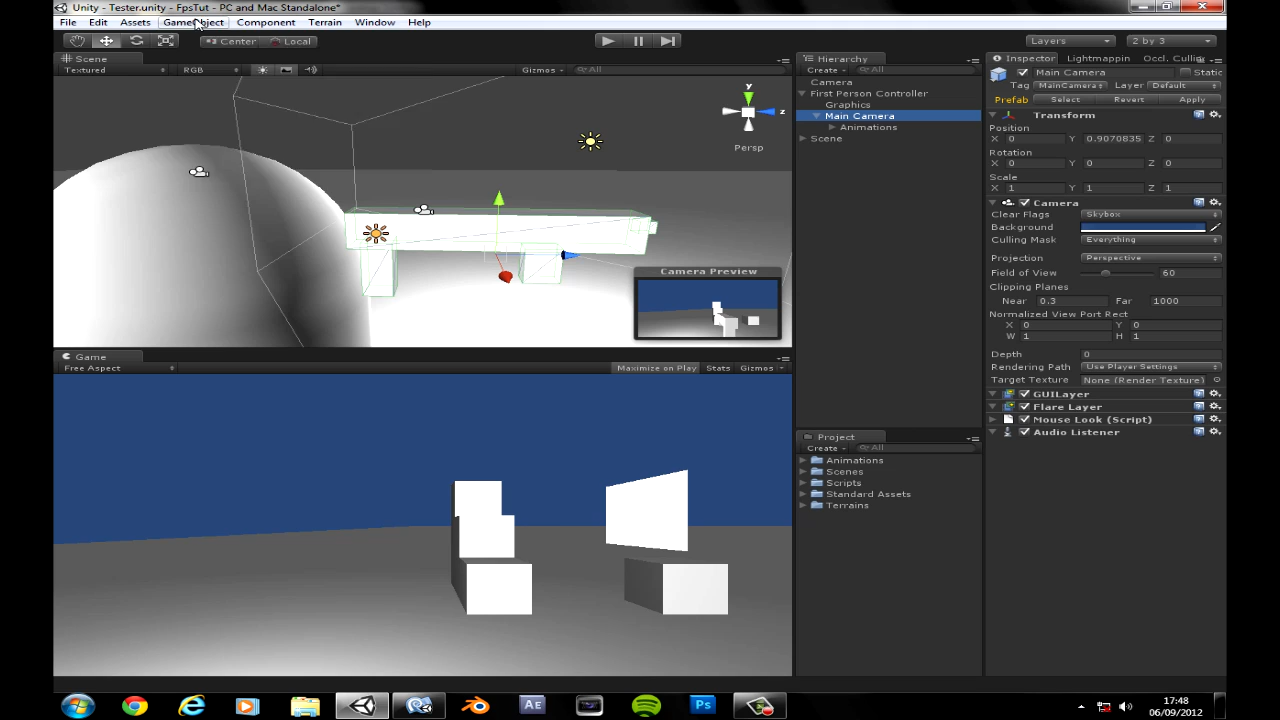 Unity - Tester.unity - FpsTut - PC and Mac Standalone*
File Edit Assets GameObject Component Terrain Window Help
Center Local Layers 2 by 3
Scene
Textured RGB Gizmos All
y
z
Persp
Camera Preview
Game
Free Aspect Maximize on Play Stats Gizmos
Hierarchy
Create All
Camera
First Person Controller
Graphics
Main Camera
Animations
Scene
Project
Create All
Animations
Scenes
Scripts
Standard Assets
Terrains
Inspector Lightmappin Occl. Cullin
Main Camera Static
Tag MainCamera Layer Default
Prefab Select Revert Apply
Transform
Position
X 0 Y 0.9070835 Z 0
Rotation
X 0 Y 0 Z 0
Scale
X 1 Y 1 Z 1
Camera
Clear Flags Skybox
Background
Culling Mask Everything
Projection Perspective
Field of View 60
Clipping Planes
Near 0.3 Far 1000
Normalized View Port Rect
X 0 Y 0
W 1 H 1
Depth 0
Rendering Path Use Player Settings
Target Texture None (Render Texture)
GUILayer
Flare Layer
Mouse Look (Script)
Audio Listener
Ae Ps
17:48
06/09/2012